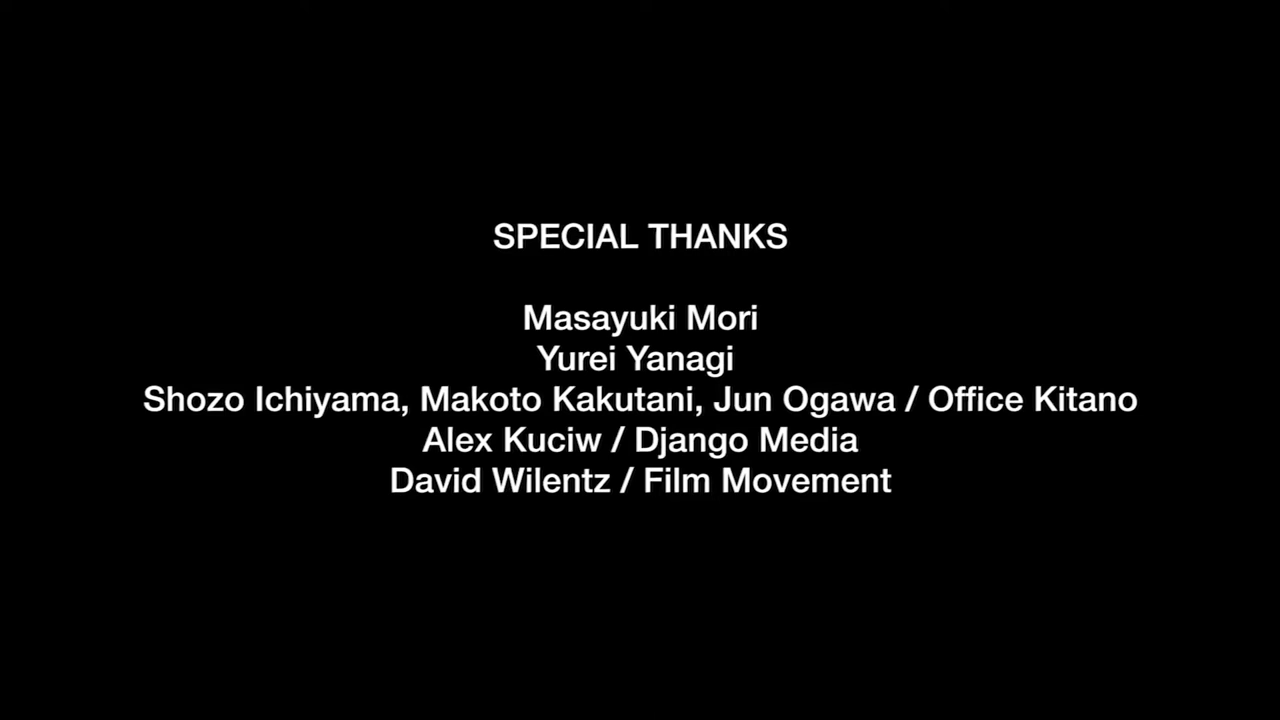 SPECIAL THANKS
Masayuki Mori
Yurei Yanagi
Shozo Ichiyama, Makoto Kakutani, Jun Ogawa / Office Kitano
Alex Kuciw / Django Media
David Wilentz / Film Movement